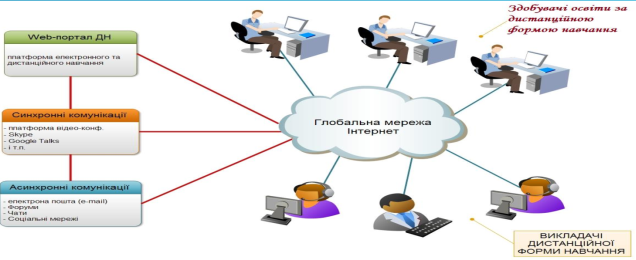 Здобувачі освіти за
дистанційною
формою навчання
Web-портал ДН
платформа електронного та
дистанційного навчання
Синхронні комунікації
- платформа відео-конф.
- Skype
- Google Talks
- і т.п.
Глобальна мережа
Інтернет
Асинхронні комунікації
- електрона пошта (e-mail)
- Форуми
- Чати
- Соціальні мережі
ВИКЛАДАЧІ
ДИСТАНЦІЙНОЇ
ФОРМИ НАВЧАННЯ